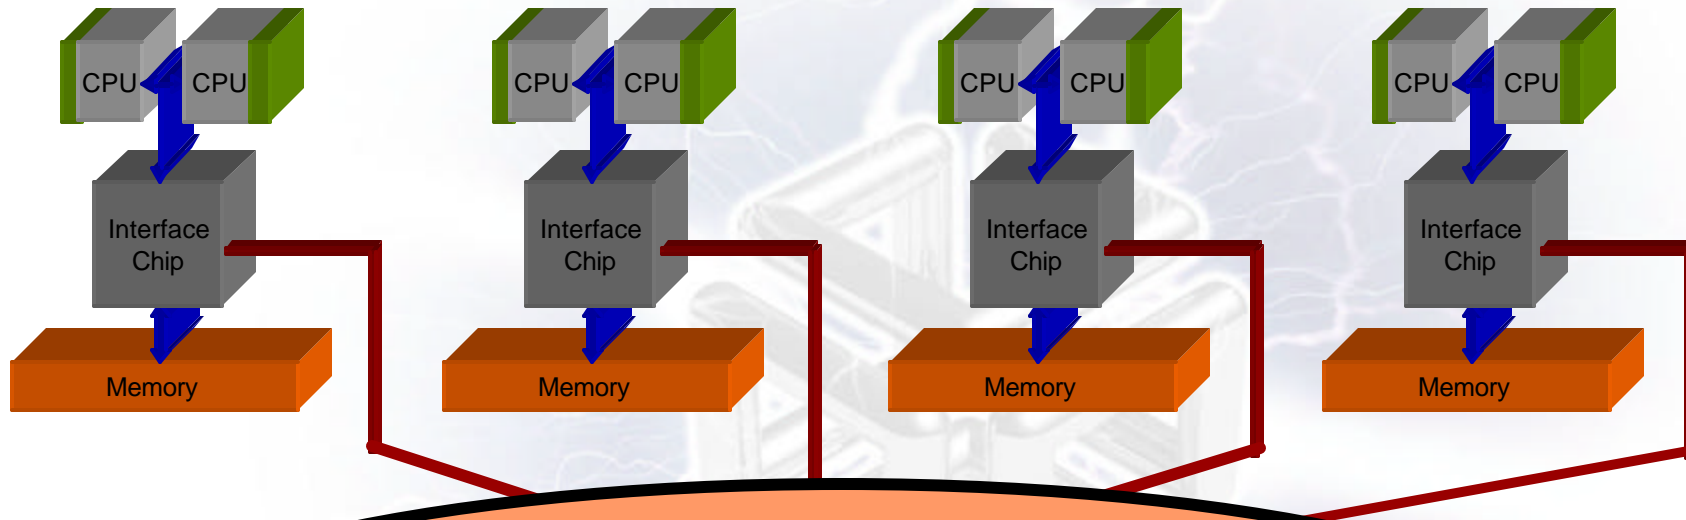 CPU CPU
CPU CPU
CPU CPU
CPU CPU
Interface
Chip
Interface
Chip
Interface
Chip
Interface
Chip
Memory
Memory
Memory
Memory